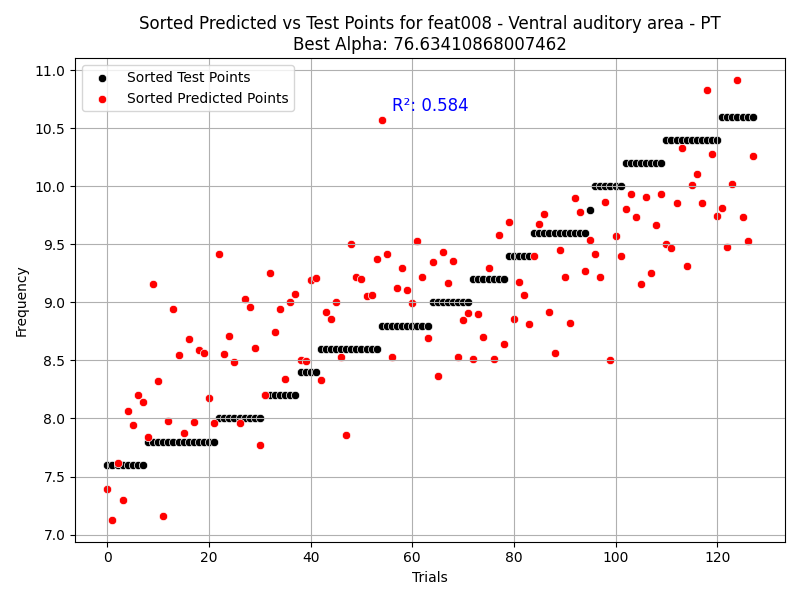 Sorted Predicted vs Test Points for feat008 - Ventral auditory area - PT
Best Alpha: 76.63410868007462
Sorted Test Points
Sorted Predicted Points
R²: 0.584
11.0
10.5
10.0
9.5
9.0
8.5
8.0
7.5
7.0
Frequency
0 20 40 60 80 100 120
Trials